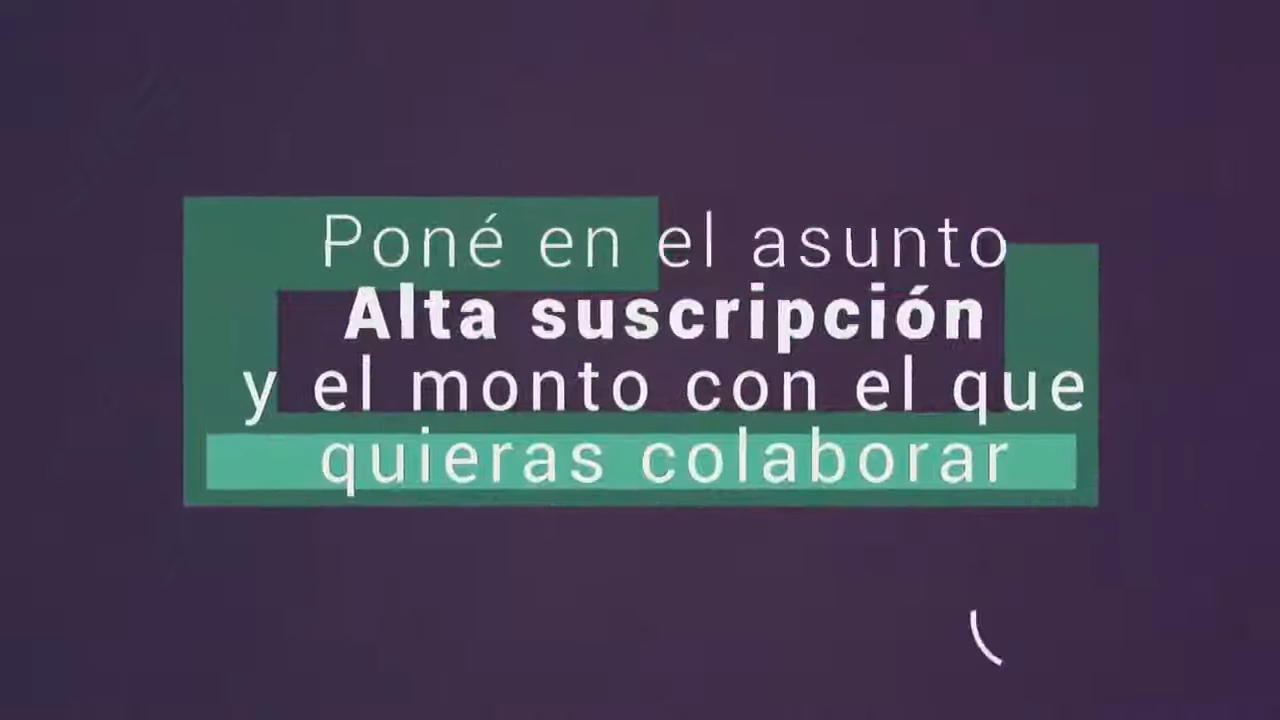 Poné en el asunto
Alta suscripción
y el monto con el que
quieras colaborar